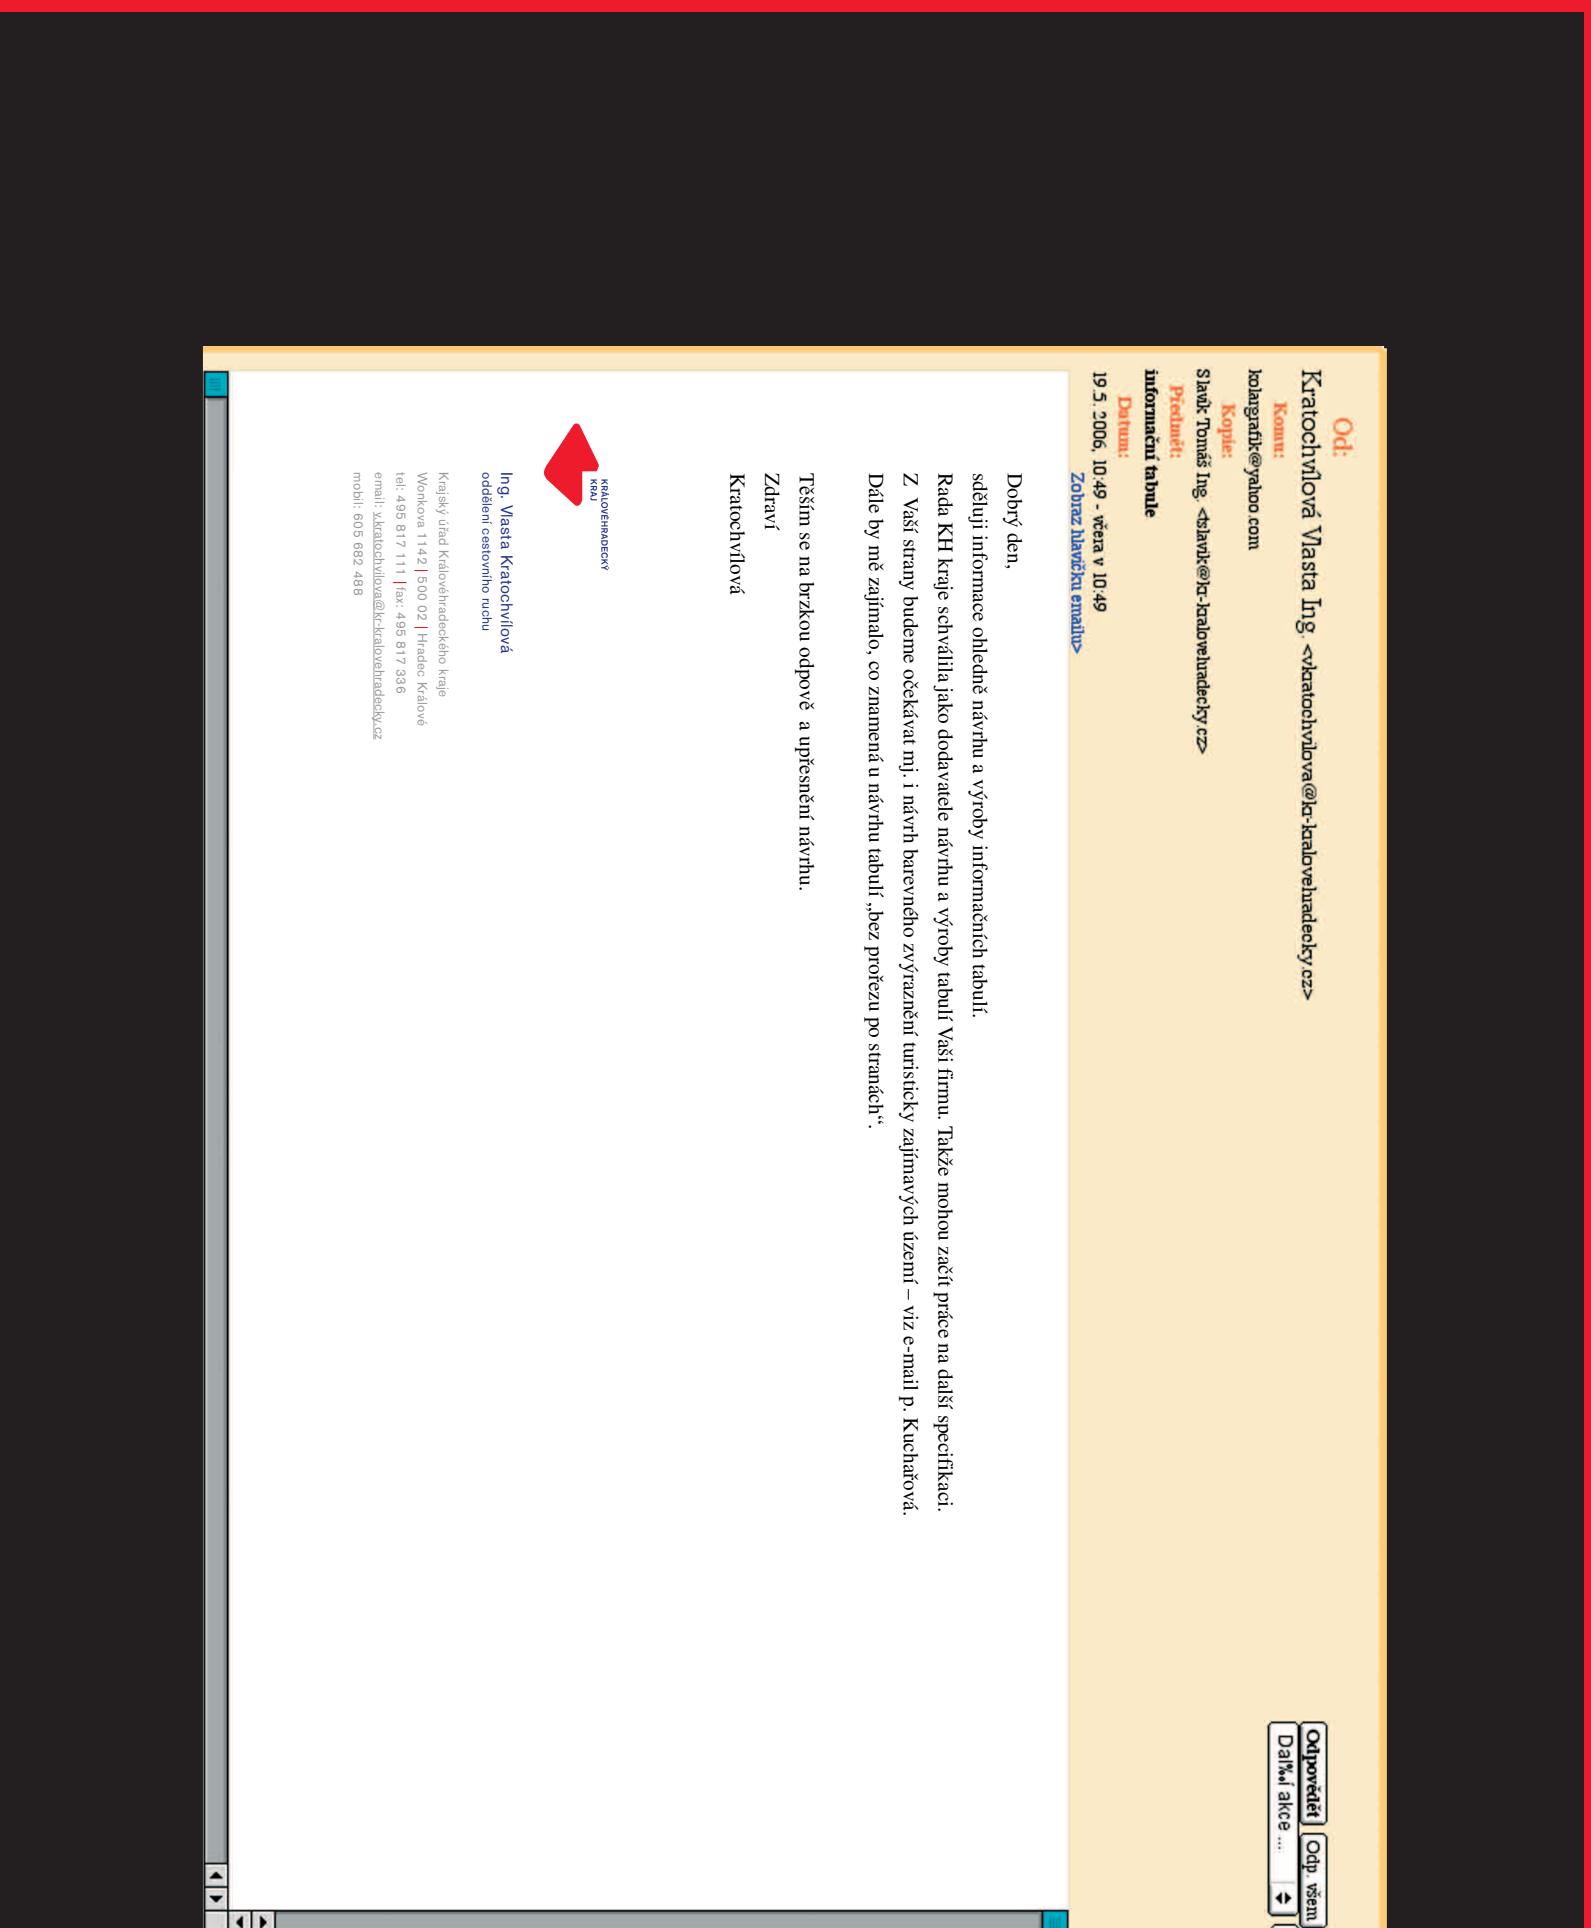 Od:
Kratochvílová Vlasta Ing. <vkratochvilova@kr-kralovehradecky.cz>
Komu:
kolargrafik@yahoo.com
Kopie:
Slavík Tomáš Ing. <tslavik@kr-kralovehradecky.cz>
Předmět:
informační tabule
Datum:
19.5. 2006, 10:49 - včera v 10:49
Zobraz hlavičku emailu>
Odpovědět
Odp. všem
Dal‰í akce ...
Dobrý den,
sděluji informace ohledně návrhu a výroby informačních tabulí.
Rada KH kraje schválila jako dodavatele návrhu a výroby tabulí Vaši firmu. Takže mohou začít práce na další specifikaci.
Z Vaší strany budeme očekávat mj. i návrh barevného zvýraznění turisticky zajímavých území – viz e-mail p. Kuchařová.
Dále by mě zajímalo, co znamená u návrhu tabulí „bez prořezu po stranách“.
Těším se na brzkou odpově a upřesnění návrhu.
Zdraví
Kratochvílová
KRÁLOVÉHRADECKÝ
KRAJ
Ing. Vlasta Kratochvílová
oddělení cestovního ruchu
Krajský úřad Královéhradeckého kraje
Wonkova 1142 | 500 02 | Hradec Králové
tel: 495 817 111 | fax: 495 817 336
email: v.kratochvilova@kr-kralovehradecky.cz
mobil: 605 682 488